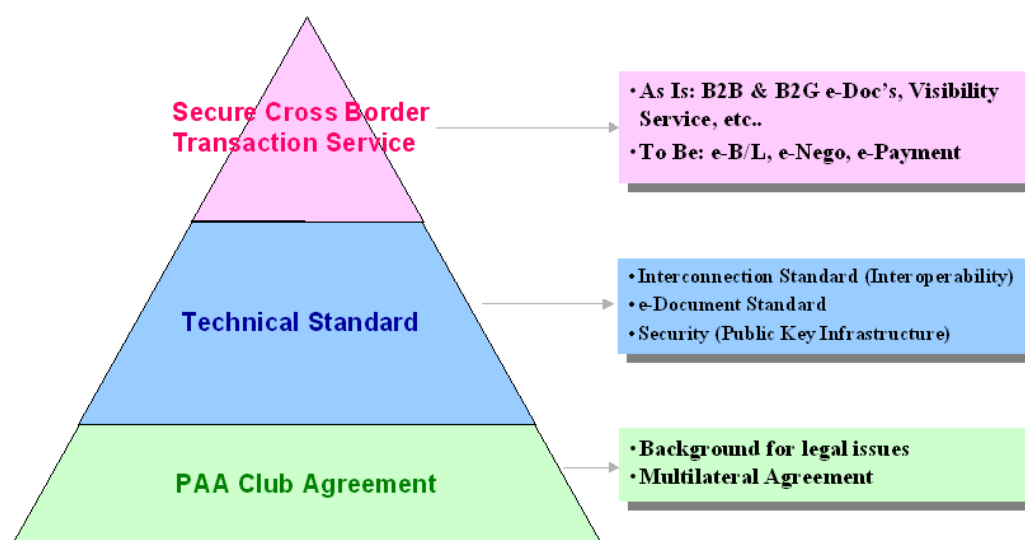 Secure Cross Border
Transaction Service
•As Is: B2B & B2G e-Doc's, Visibility
Service, etc..
•To Be: e-B/L, e-Nego, e-Payment
Technical Standard
•Interconnection Standard (Interoperability)
•e-Document Standard
•Security (Public Key Infrastructure)
PAA Club Agreement
•Background for legal issues
•Multilateral Agreement